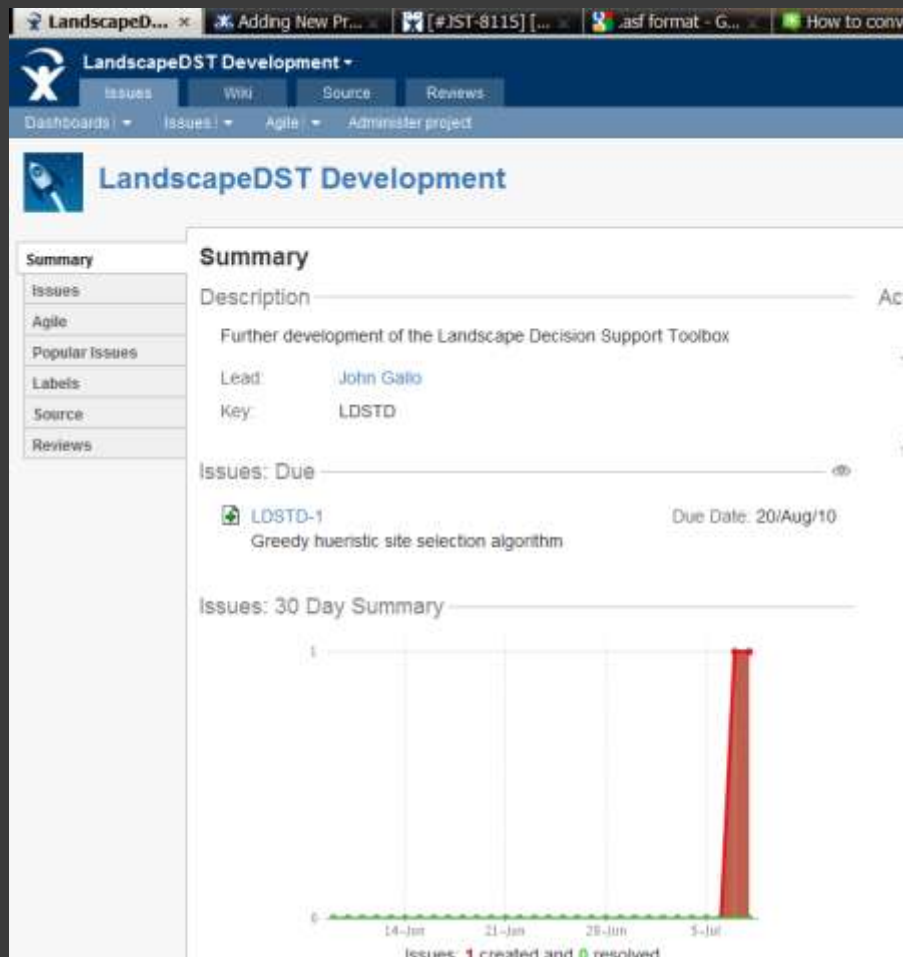 LandscapeD... × Adding New Pr... × [#JST-8115] [... × .asf format - G... × How to conv
LandscapeDST Development
Issues Wiki Source Reviews
Dashboards Issues Agile Administer project
LandscapeDST Development
Summary
Issues
Agile
Popular Issues
Labels
Source
Reviews
Summary
Description
Further development of the Landscape Decision Support Toolbox
Lead: John Gallo
Key: LDSTD
Issues: Due
LDSTD-1 Due Date: 20/Aug/10
Greedy hueristic site selection algorithm
Issues: 30 Day Summary
1
0
14-Jun 21-Jun 28-Jun 5-Jul
Issues: 1 created and 0 resolved
Ac